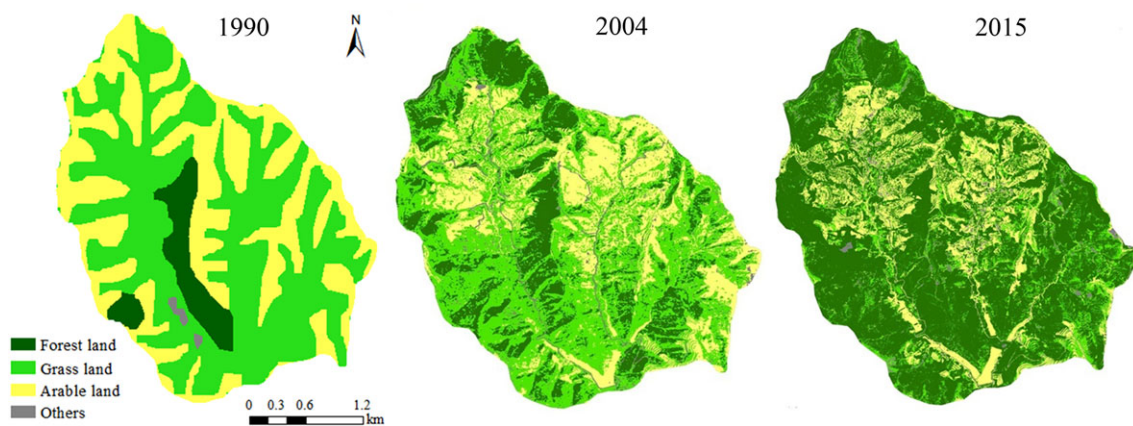 1990
N
2004
2015
Forest land
Grass land
Arable land
Others
0 0.3 0.6 1.2
km